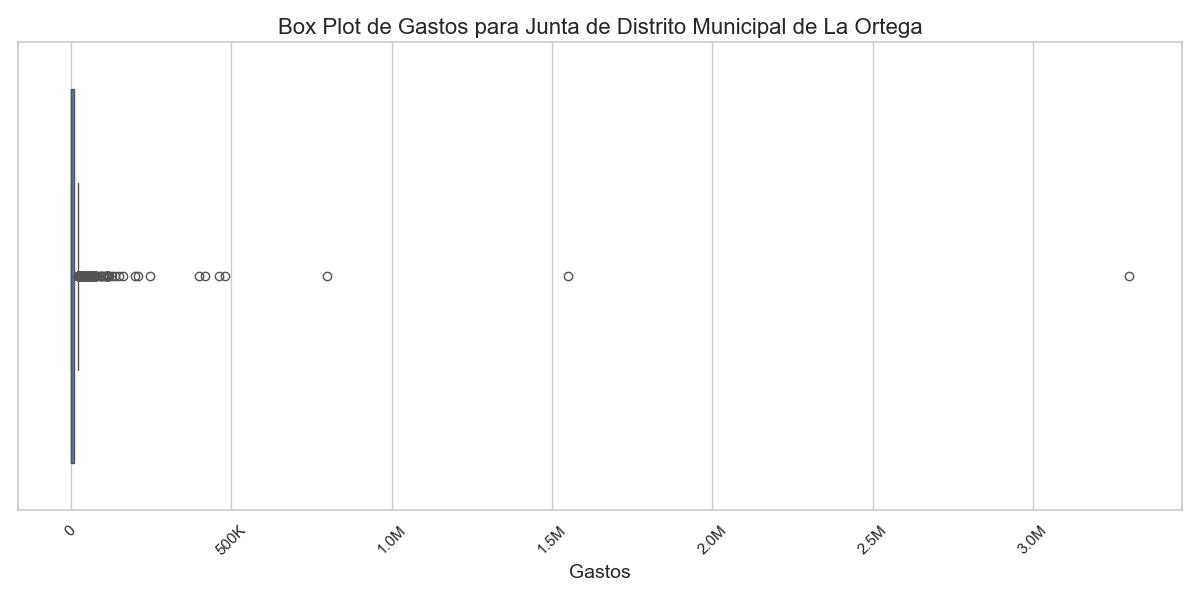 Box Plot de Gastos para Junta de Distrito Municipal de La Ortega
0
500K
1.0M
1.5M
2.0M
2.5M
3.0M
Gastos